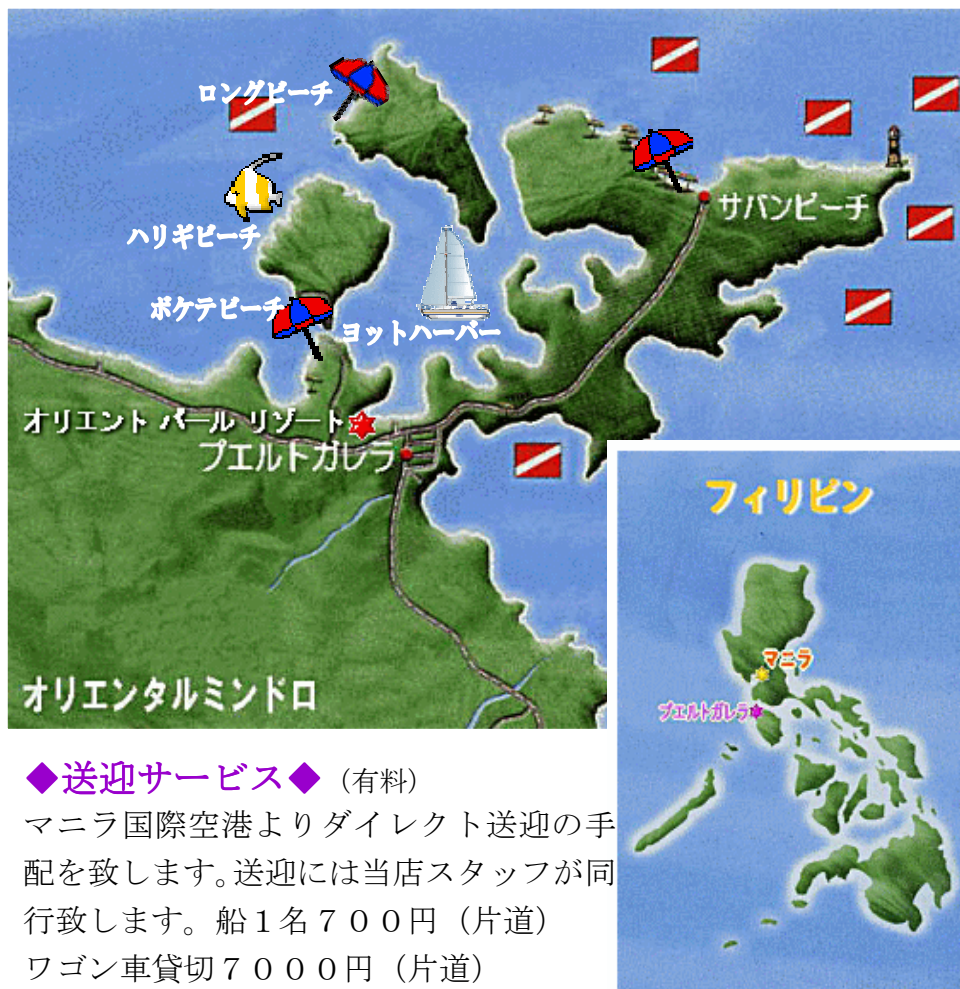 ロングビーチ
サバンビーチ
ハリギビーチ
ポケテビーチ
ヨットハーバー
オリエント パール リゾート
プエルトガレラ
フィリピン
マニラ
プエルトガレラ
オリエンタルミンドロ
◆送迎サービス◆（有料）
マニラ国際空港よりダイレクト送迎の手
配を致します。送迎には当店スタッフが同
行致します。船１名７００円（片道）
ワゴン車貸切７０００円（片道）